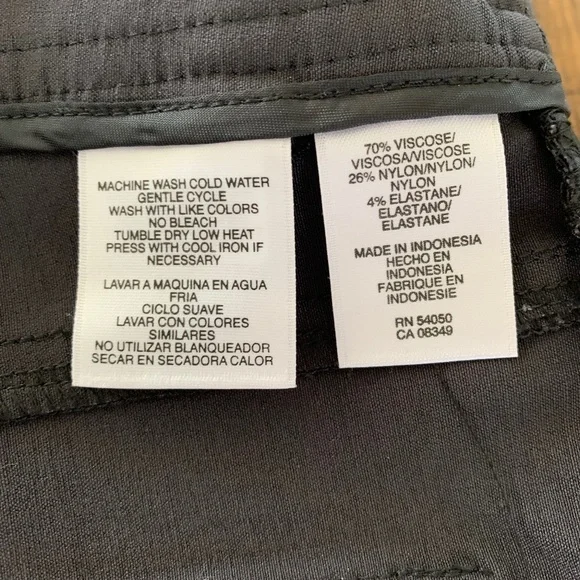 MACHINE WASH COLD WATER
GENTLE CYCLE
WASH WITH LIKE COLORS
NO BLEACH
TUMBLE DRY LOW HEAT
PRESS WITH COOL IRON IF
NECESSARY
LAVAR A MAQUINA EN AGUA
FRIA
CICLO SUAVE
LAVAR CON COLORES
SIMILARES
NO UTILIZAR BLANQUEADOR
SECAR EN SECADORA CALOR
70% VISCOSE/
VISCOSA/VISCOSE
26% NYLON/NYLON/
NYLON
4% ELASTANE/
ELASTANO/
ELASTANE
MADE IN INDONESIA
HECHO EN
INDONESIA
FABRIQUE EN
INDONESIE
RN 54050
CA 08349